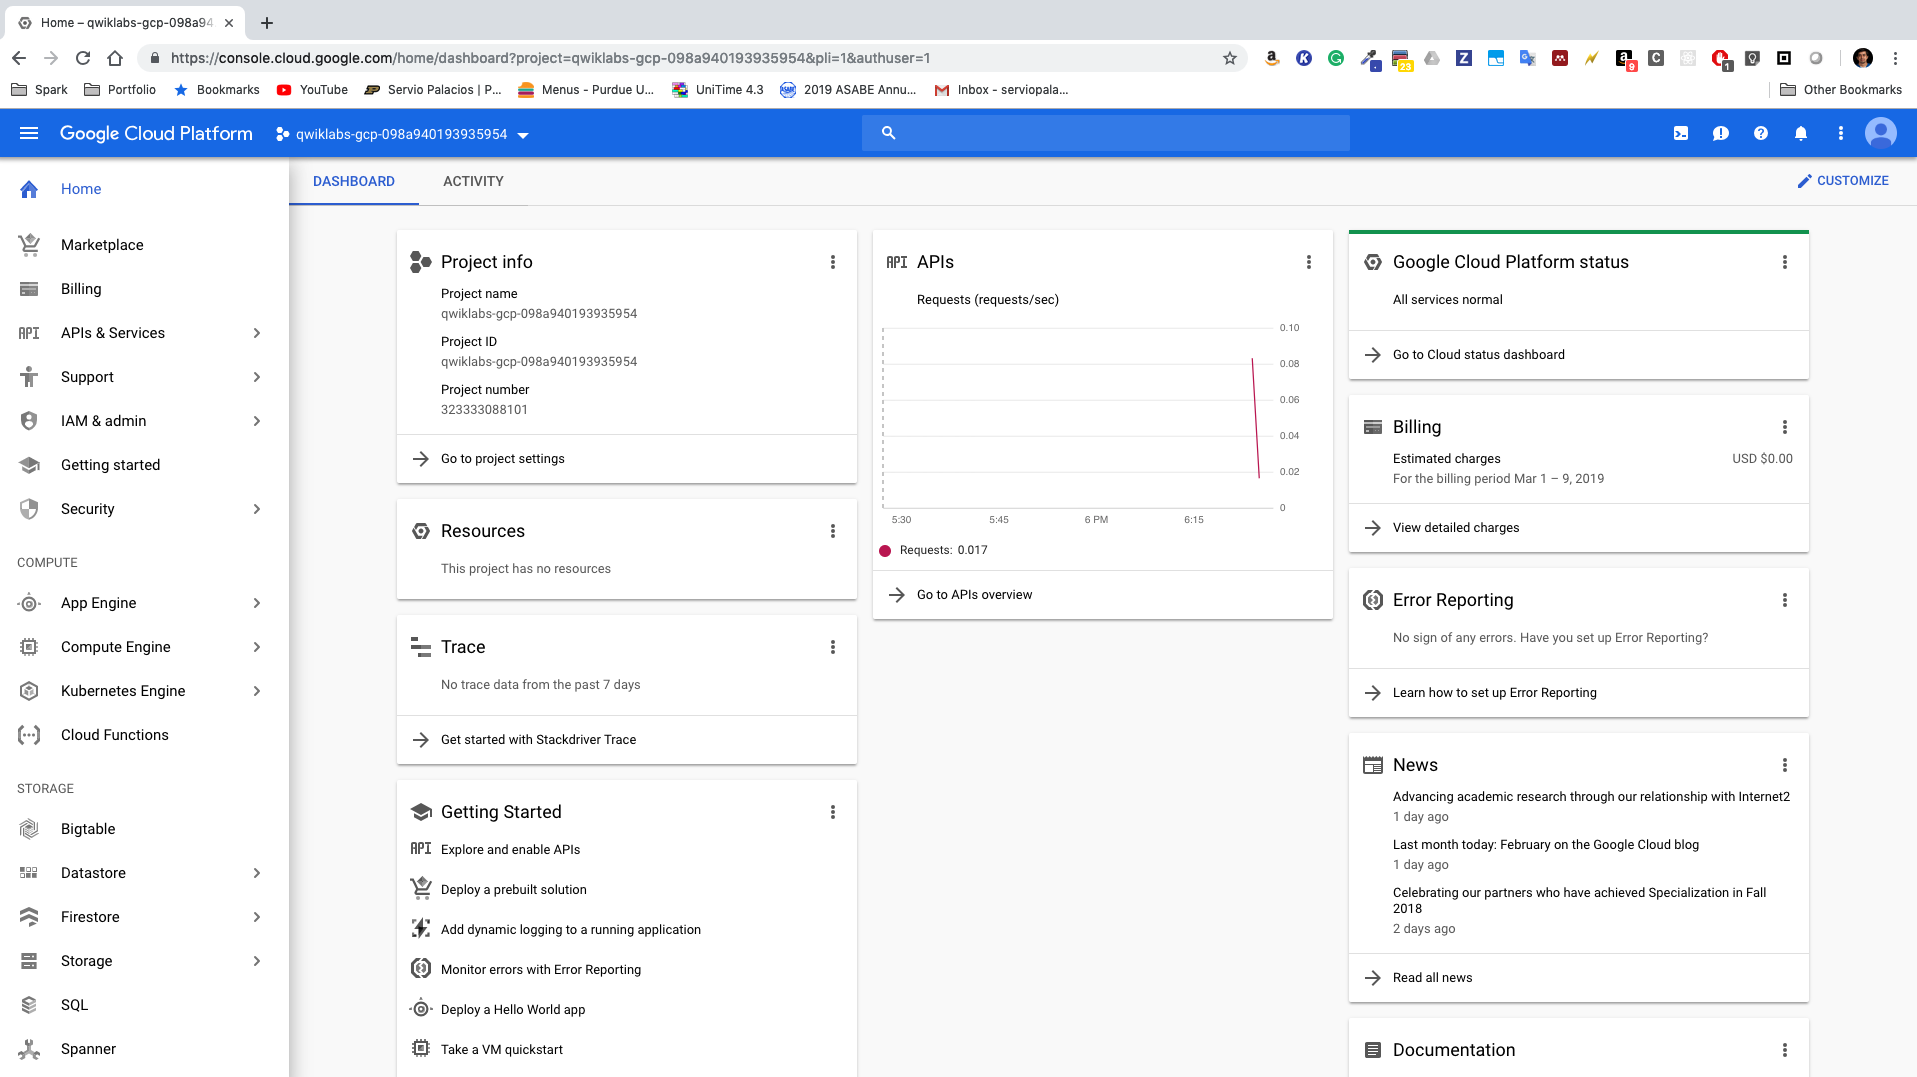 Home – qwiklabs-gcp-098a94
https://console.cloud.google.com/home/dashboard?project=qwiklabs-gcp-098a940193935954&pli=1&authuser=1
23
9
1
Spark
Portfolio
Bookmarks
YouTube
Servio Palacios | P...
Menus - Purdue U...
UniTime 4.3
2019 ASABE Annu...
Inbox - serviopala...
Other Bookmarks
Google Cloud Platform
qwiklabs-gcp-098a940193935954
Home
Marketplace
Billing
API
APIs & Services
Support
IAM & admin
Getting started
Security
COMPUTE
App Engine
Compute Engine
Kubernetes Engine
Cloud Functions
STORAGE
Bigtable
Datastore
Firestore
Storage
SQL
Spanner
DASHBOARD
ACTIVITY
CUSTOMIZE
Project info
Project name
qwiklabs-gcp-098a940193935954
Project ID
qwiklabs-gcp-098a940193935954
Project number
323333088101
Go to project settings
Resources
This project has no resources
Trace
No trace data from the past 7 days
Get started with Stackdriver Trace
Getting Started
API
Explore and enable APIs
Deploy a prebuilt solution
Add dynamic logging to a running application
Monitor errors with Error Reporting
Deploy a Hello World app
Take a VM quickstart
API
APIs
Requests (requests/sec)
0.10
0.08
0.06
0.04
0.02
0
5:30
5:45
6 PM
6:15
Requests: 0.017
Go to APIs overview
Google Cloud Platform status
All services normal
Go to Cloud status dashboard
Billing
Estimated charges
USD $0.00
For the billing period Mar 1 – 9, 2019
View detailed charges
Error Reporting
No sign of any errors. Have you set up Error Reporting?
Learn how to set up Error Reporting
News
Advancing academic research through our relationship with Internet2
1 day ago
Last month today: February on the Google Cloud blog
1 day ago
Celebrating our partners who have achieved Specialization in Fall
2018
2 days ago
Read all news
Documentation